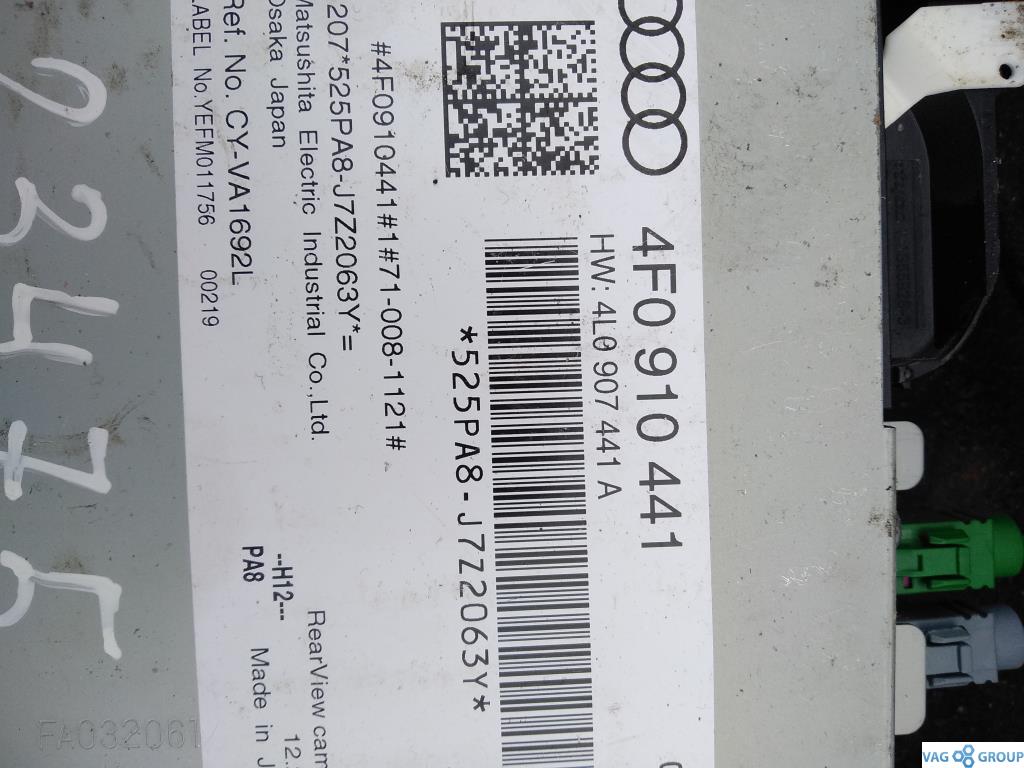 4F0 910 441
HW: 4L0 907 441 A
*525PA8-J7Z2063Y*
#4F0910441#1#71-008-1121#
207*525PA8-J7Z2063Y*=
Matsushita Electric Industrial Co.,Ltd.
Osaka Japan
RearView cam
12.
--H12---
PA8
Made in J
Ref. No. CY-VA1692L
LABEL No.YEFM011756 00219
23475
FA032061
VAG GROUP